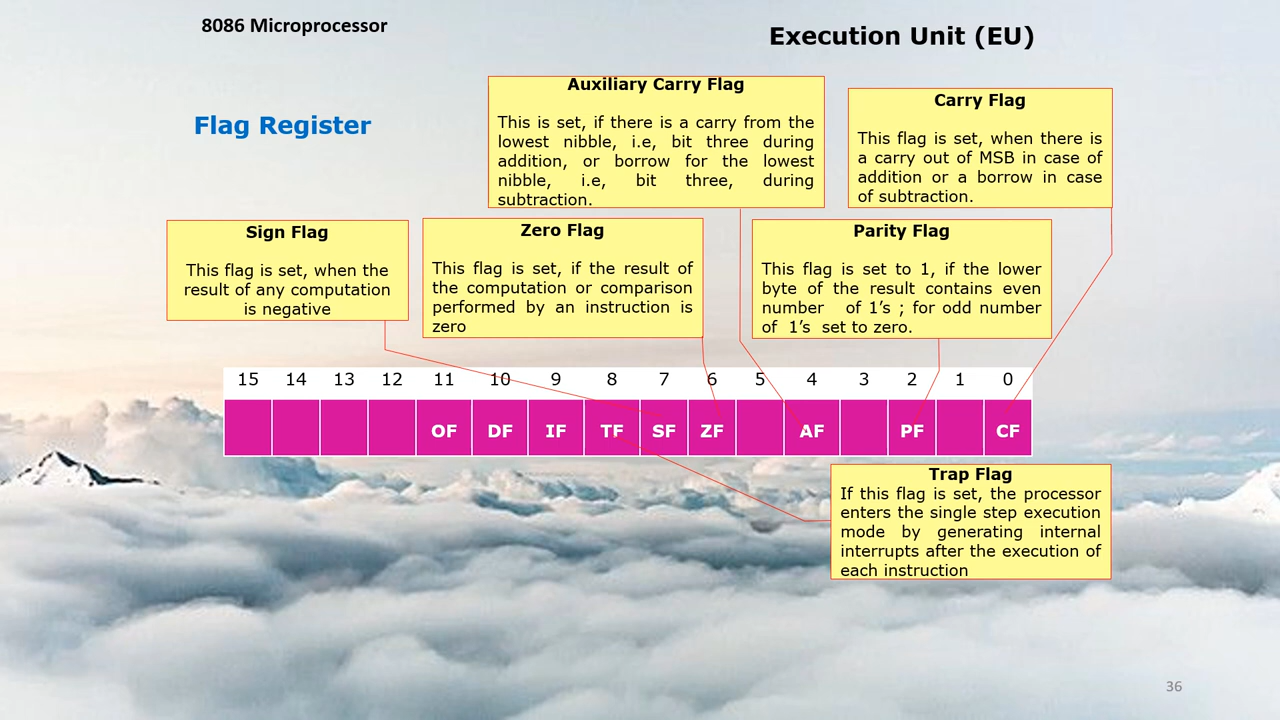 8086 Microprocessor
Execution Unit (EU)
Flag Register
Auxiliary Carry Flag
This is set, if there is a carry from the
lowest nibble, i.e, bit three during
addition, or borrow for the lowest
nibble, i.e, bit three, during
subtraction.
Carry Flag
This flag is set, when there is
a carry out of MSB in case of
addition or a borrow in case
of subtraction.
Sign Flag
This flag is set, when the
result of any computation
is negative
Zero Flag
This flag is set, if the result of
the computation or comparison
performed by an instruction is
zero
Parity Flag
This flag is set to 1, if the lower
byte of the result contains even
number of 1’s ; for odd number
of 1’s set to zero.
15 14 13 12 11 10 9 8 7 6 5 4 3 2 1 0
OF DF IF TF SF ZF AF PF CF
Trap Flag
If this flag is set, the processor
enters the single step execution
mode by generating internal
interrupts after the execution of
each instruction
36